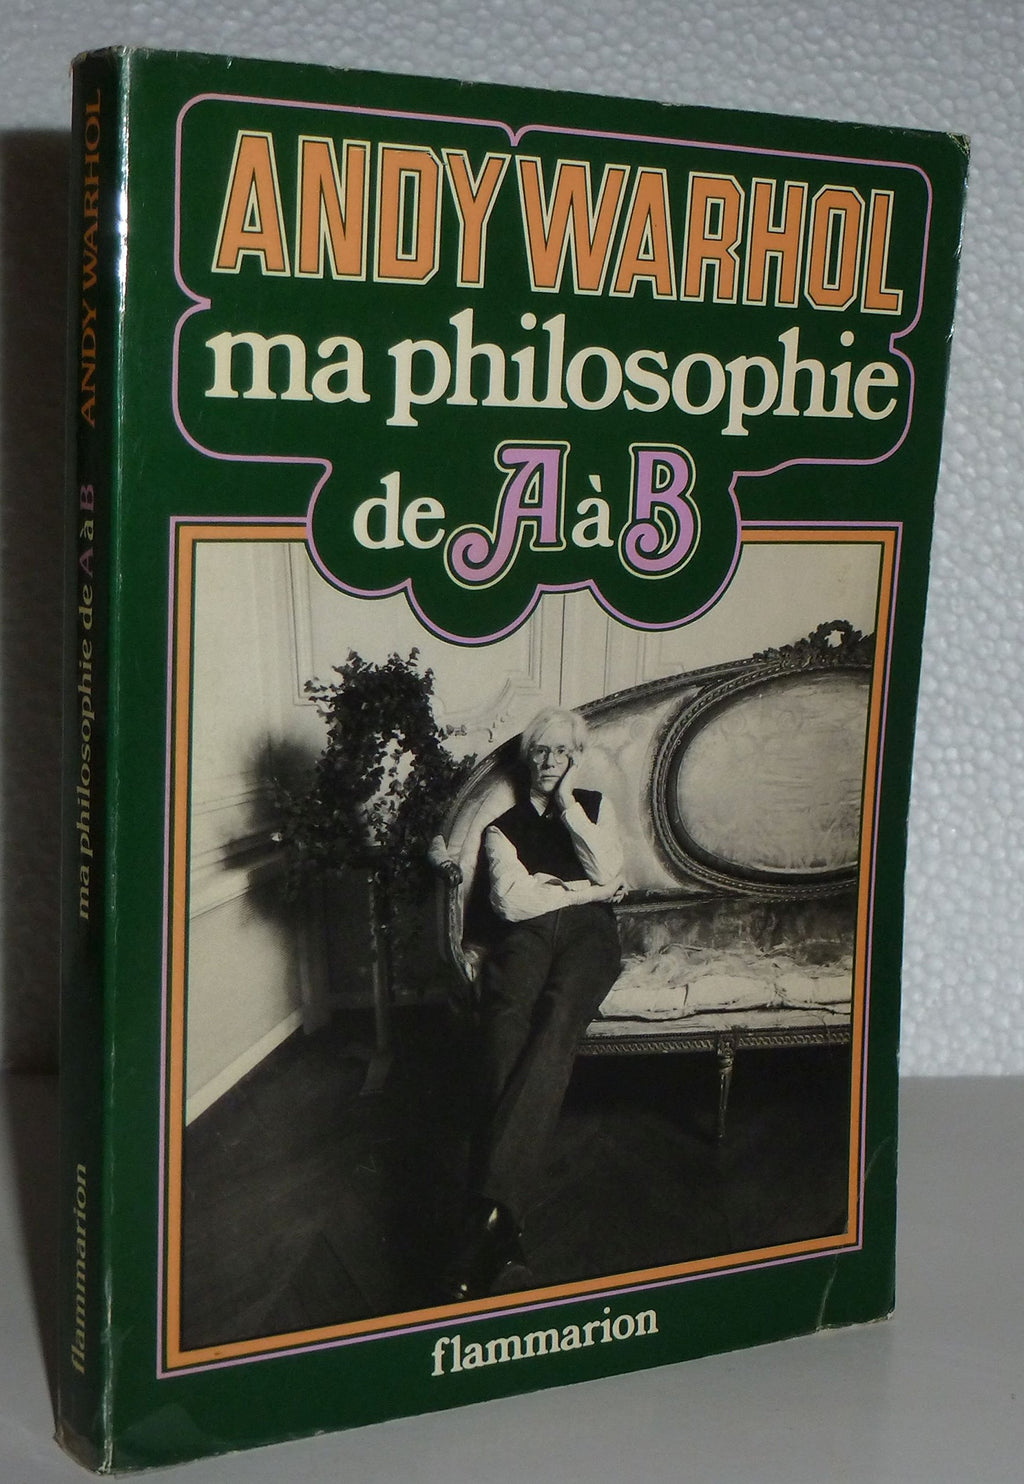 ANDY WARHOL
ma philosophie
de A à B
flammarion
flammarion ma philosophie de A à B ANDY WARHOL